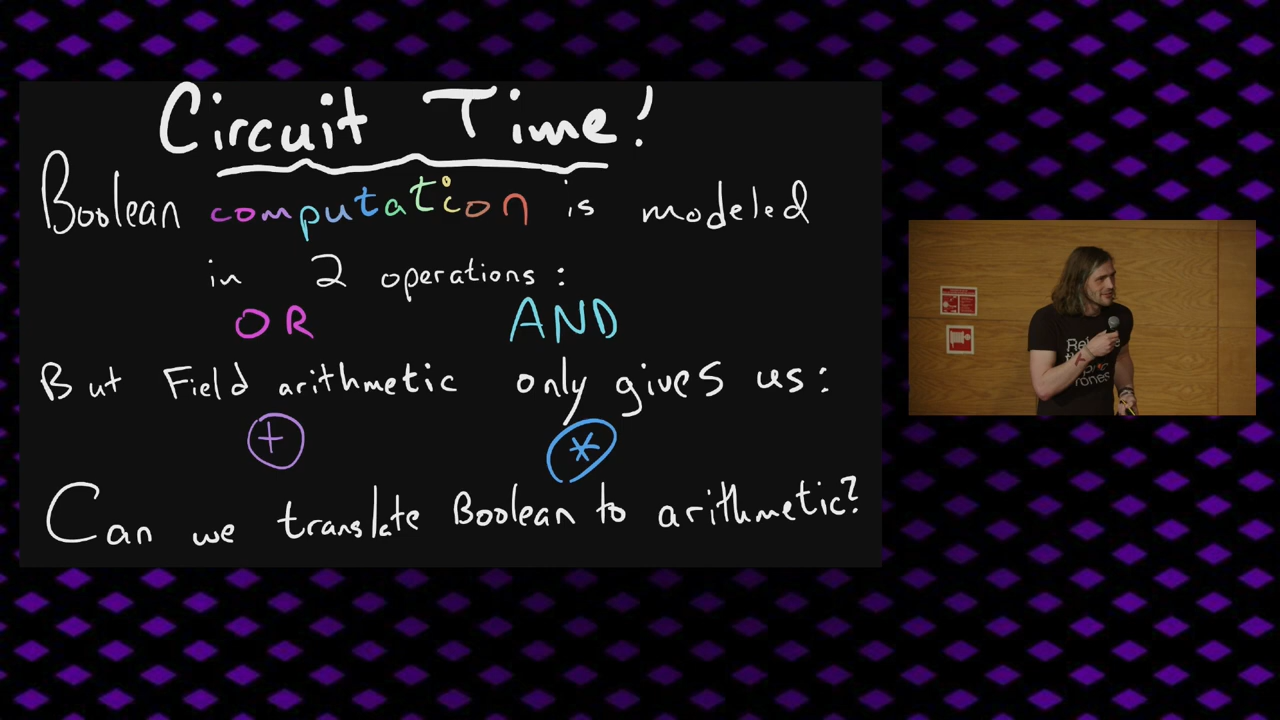 Circuit Time!
Boolean computation is modeled
in 2 operations:
OR AND
But Field arithmetic only gives us:
+ *
Can we translate Boolean to arithmetic?